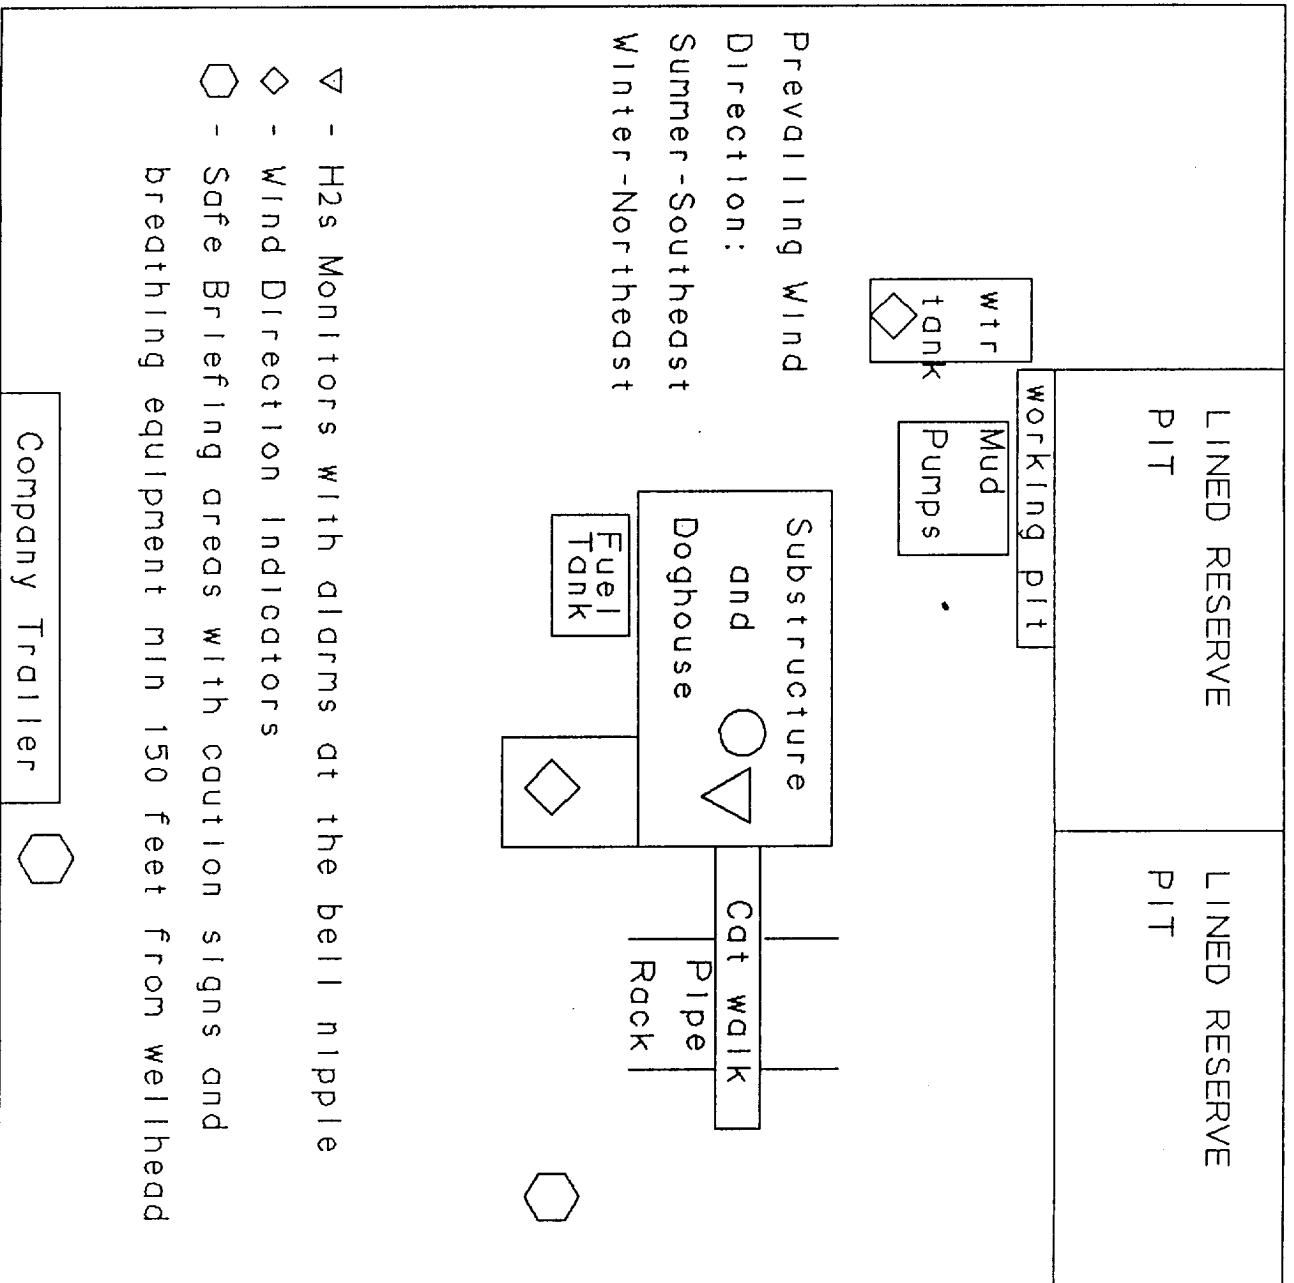 LINED RESERVE
PIT
LINED RESERVE
PIT
working pit
wtr
tank
Mud
Pumps
Prevailing Wind
Direction:
Summer-Southeast
Winter-Northeast
Substructure
and
Doghouse
Cat walk
Pipe
Rack
Fuel
Tank
- H2s Monitors with alarms at the bell nipple
- Wind Direction Indicators
- Safe Briefing areas with caution signs and
breathing equipment min 150 feet from wellhead
Company Trailer